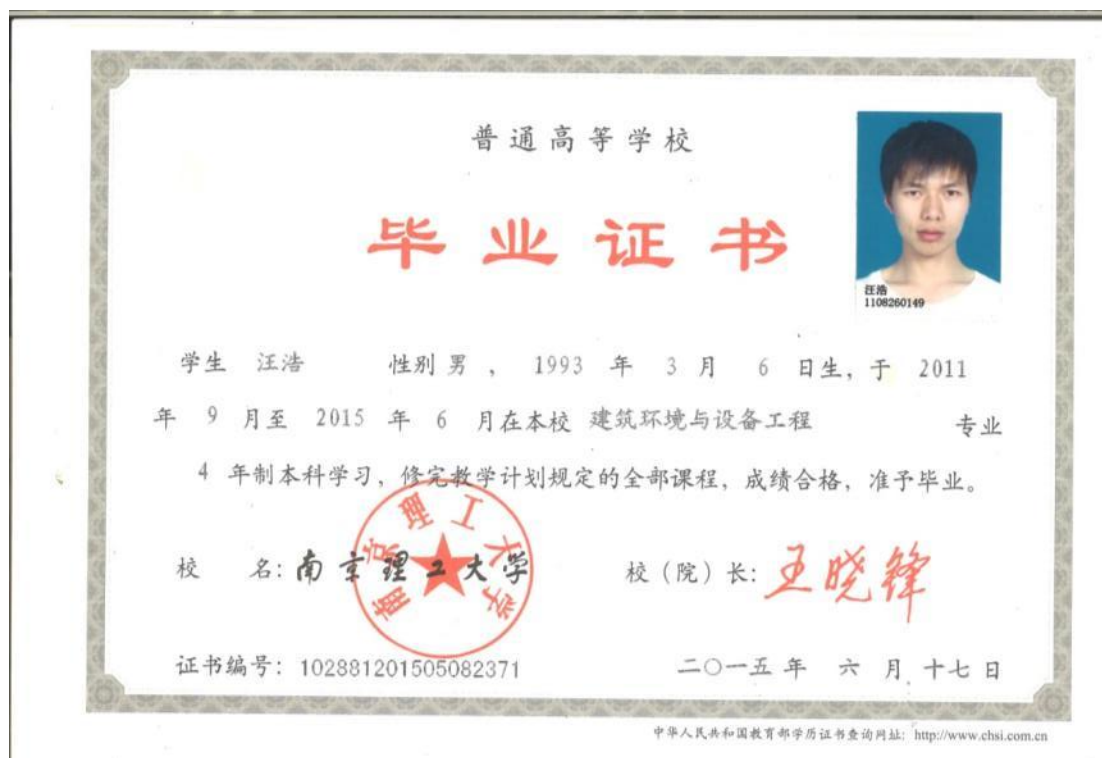 普通高等学校
毕业证书
汪浩
1108260149
学生 汪浩 性别 男 , 1993 年 3 月 6 日生, 于 2011
年 9 月至 2015 年 6 月在本校 建筑环境与设备工程 专业
4 年制本科学习, 修完教学计划规定的全部课程, 成绩合格, 准予毕业。
南京理工大学
校 名: 南京理工大学 校(院)长: 王晓锋
证书编号: 102881201505082371 二〇一五年 六 月 十七 日
中华人民共和国教育部学历证书查询网址: http://www.chsi.com.cn